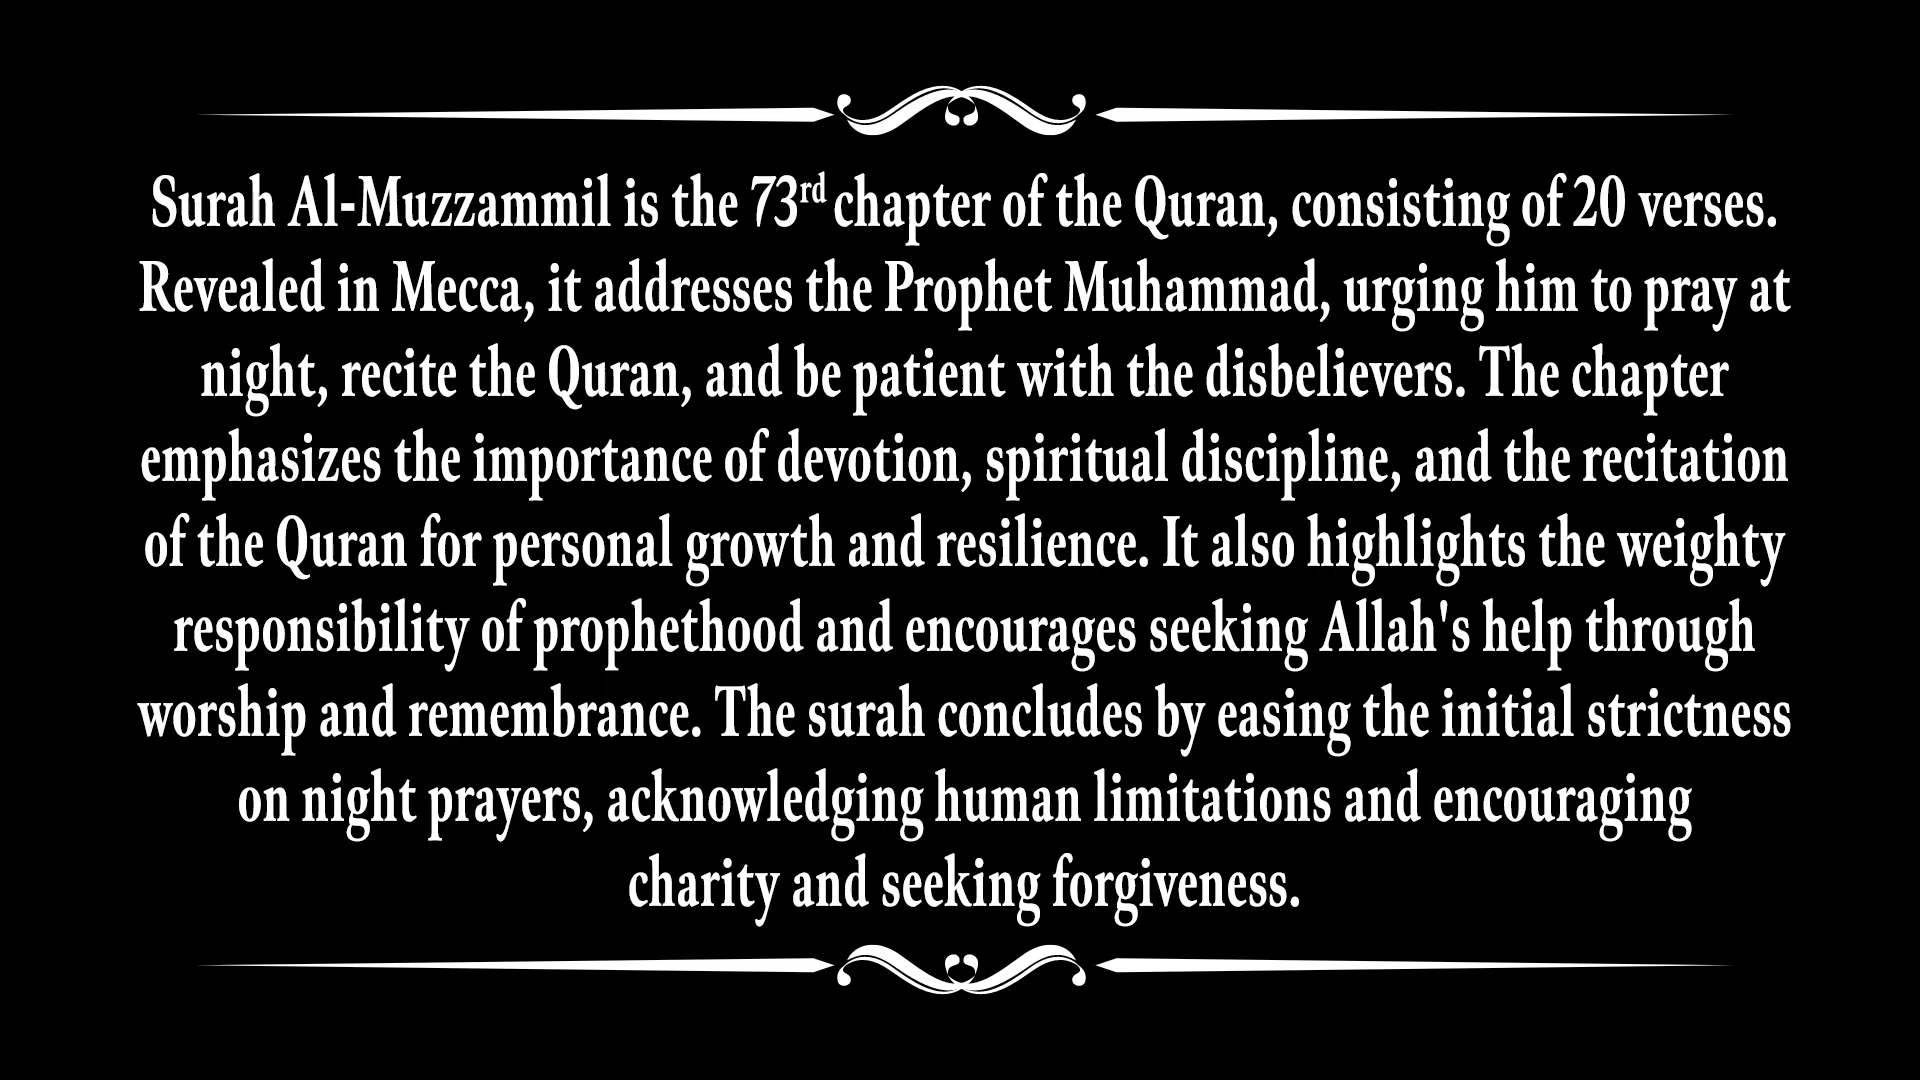 Surah Al-Muzzammil is the 73rd chapter of the Quran, consisting of 20 verses.
Revealed in Mecca, it addresses the Prophet Muhammad, urging him to pray at
night, recite the Quran, and be patient with the disbelievers. The chapter
emphasizes the importance of devotion, spiritual discipline, and the recitation
of the Quran for personal growth and resilience. It also highlights the weighty
responsibility of prophethood and encourages seeking Allah's help through
worship and remembrance. The surah concludes by easing the initial strictness
on night prayers, acknowledging human limitations and encouraging
charity and seeking forgiveness.